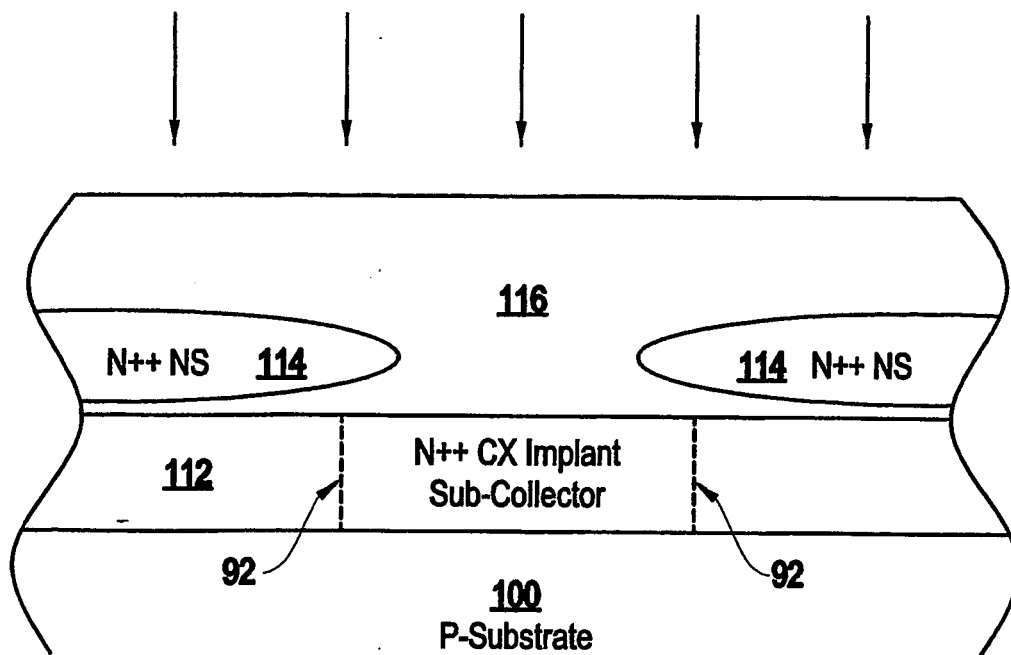 116
N++ NS 114
114 N++ NS
112
N++ CX Implant
Sub-Collector
92
92
100
P-Substrate